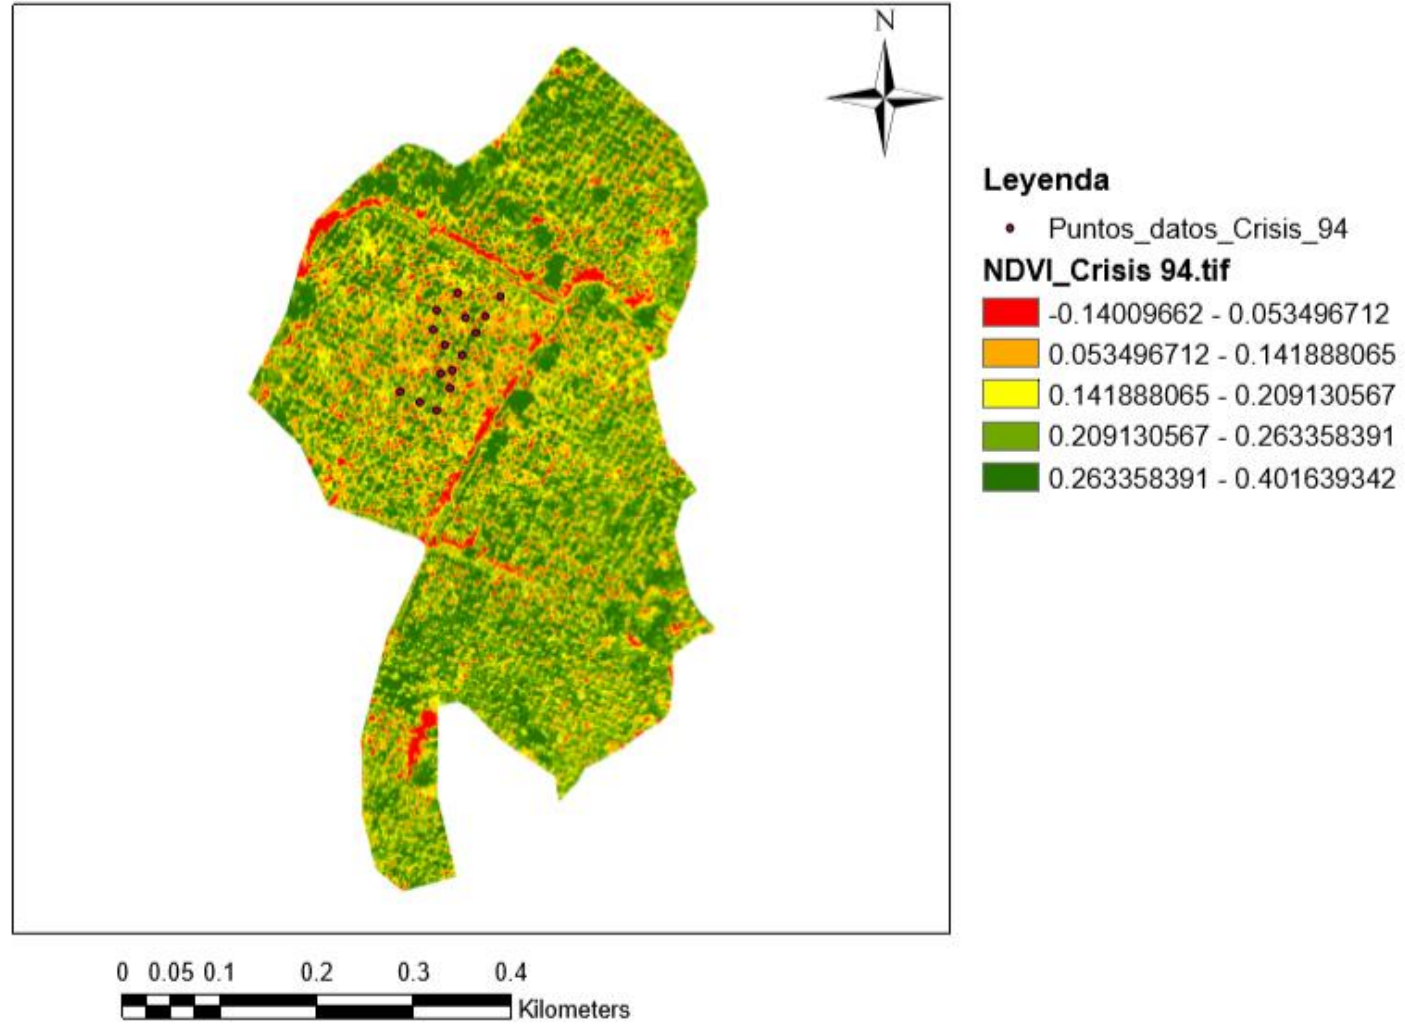 N
Leyenda
Puntos_datos_Crisis_94
NDVI_Crisis 94.tif
-0.14009662 - 0.053496712
0.053496712 - 0.141888065
0.141888065 - 0.209130567
0.209130567 - 0.263358391
0.263358391 - 0.401639342
0 0.05 0.1 0.2 0.3 0.4
Kilometers